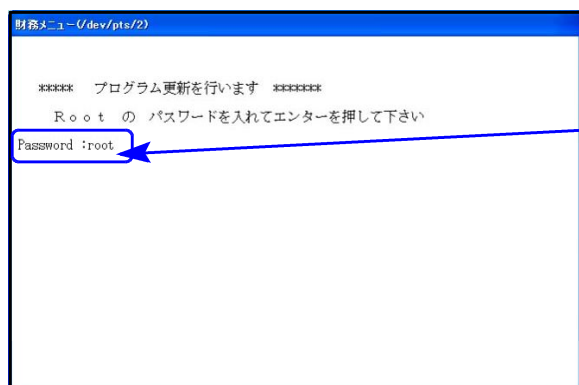 財務メニュー(/dev/pts/2)
***** プログラム更新を行います *******
Ｒｏｏｔ の パスワードを入れてエンターを押して下さい
Password :root